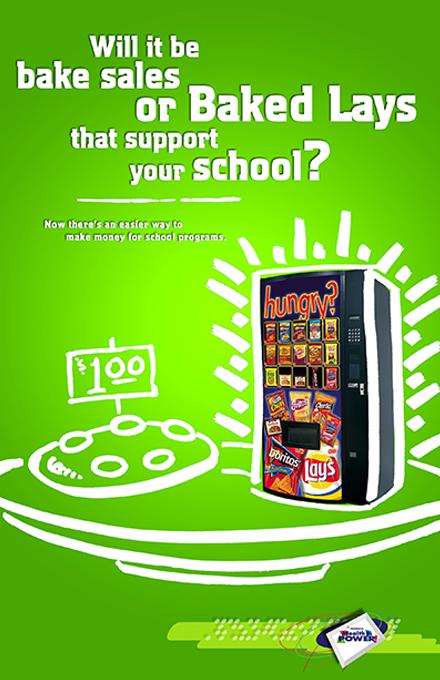 Will it be
bake sales
or Baked Lays
that support
your school?
Now there's an easier way to
make money for school programs.
$1.00
hungry?
Doritos
Lay's
Health
POWER!